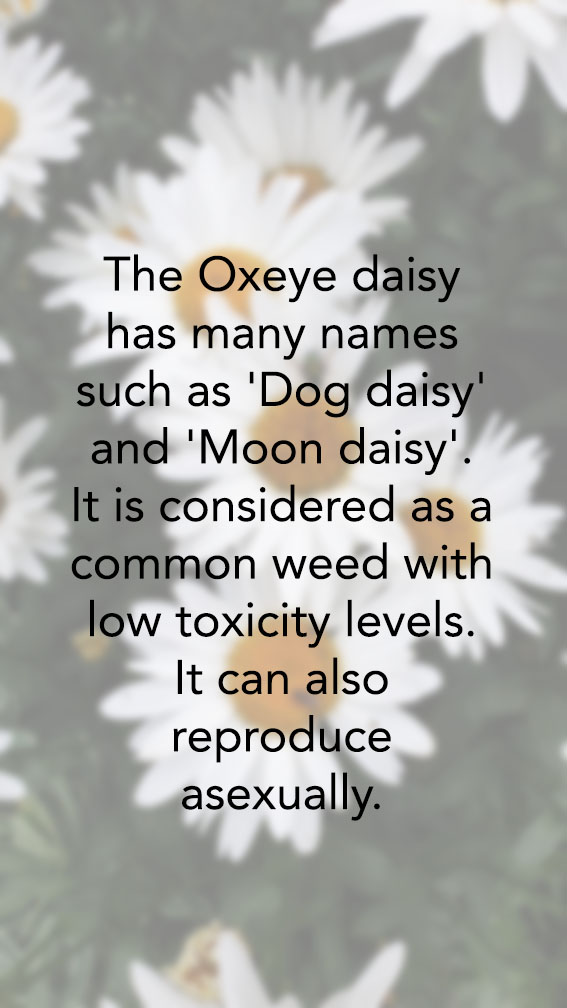 The Oxeye daisy
has many names
such as 'Dog daisy'
and 'Moon daisy'.
It is considered as a
common weed with
low toxicity levels.
It can also
reproduce
asexually.